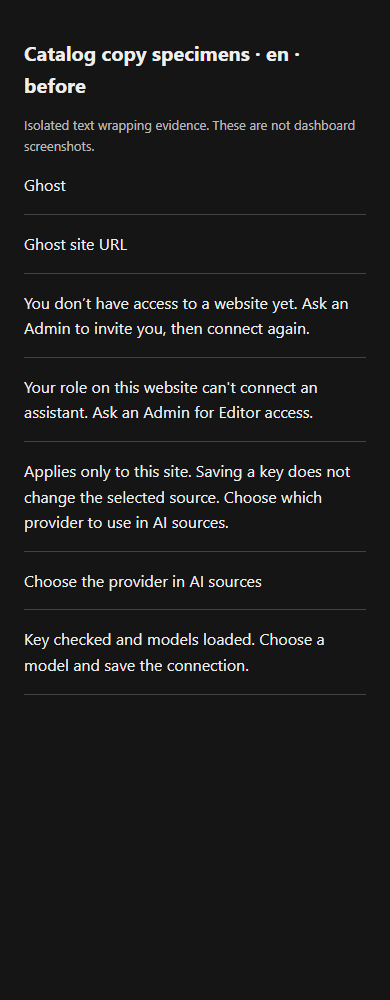 Catalog copy specimens · en ·
before
Isolated text wrapping evidence. These are not dashboard
screenshots.
Ghost
Ghost site URL
You don’t have access to a website yet. Ask an
Admin to invite you, then connect again.
Your role on this website can't connect an
assistant. Ask an Admin for Editor access.
Applies only to this site. Saving a key does not
change the selected source. Choose which
provider to use in AI sources.
Choose the provider in AI sources
Key checked and models loaded. Choose a
model and save the connection.